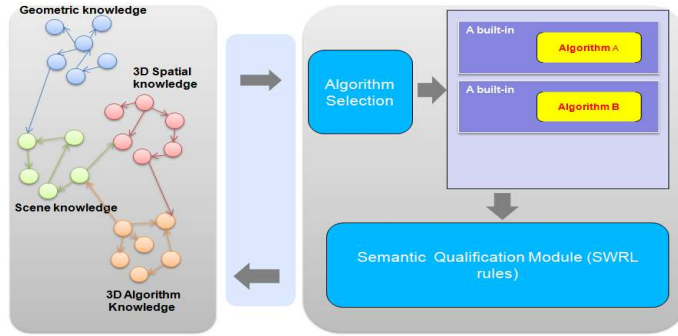 Geometric knowledge
3D Spatial
knowledge
Scene knowledge
3D Algorithm
Knowledge
Algorithm
Selection
A built-in
Algorithm A
A built-in
Algorithm B
Semantic Qualification Module (SWRL
rules)